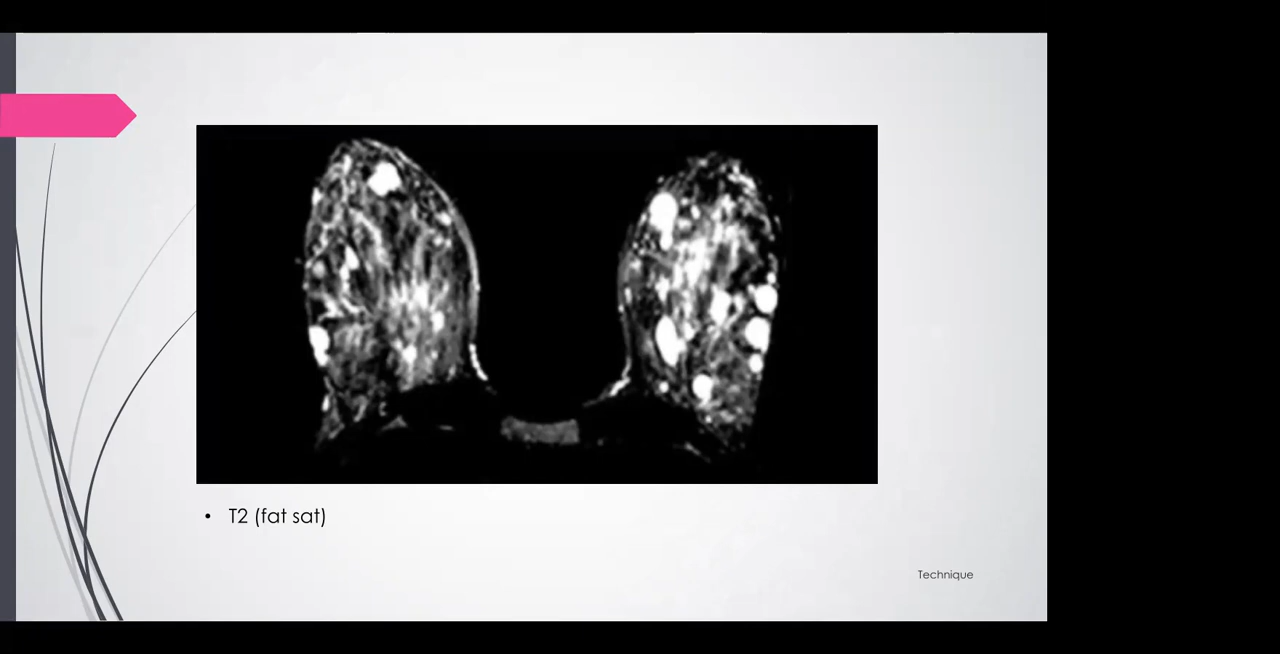 • T2 (fat sat)
Technique